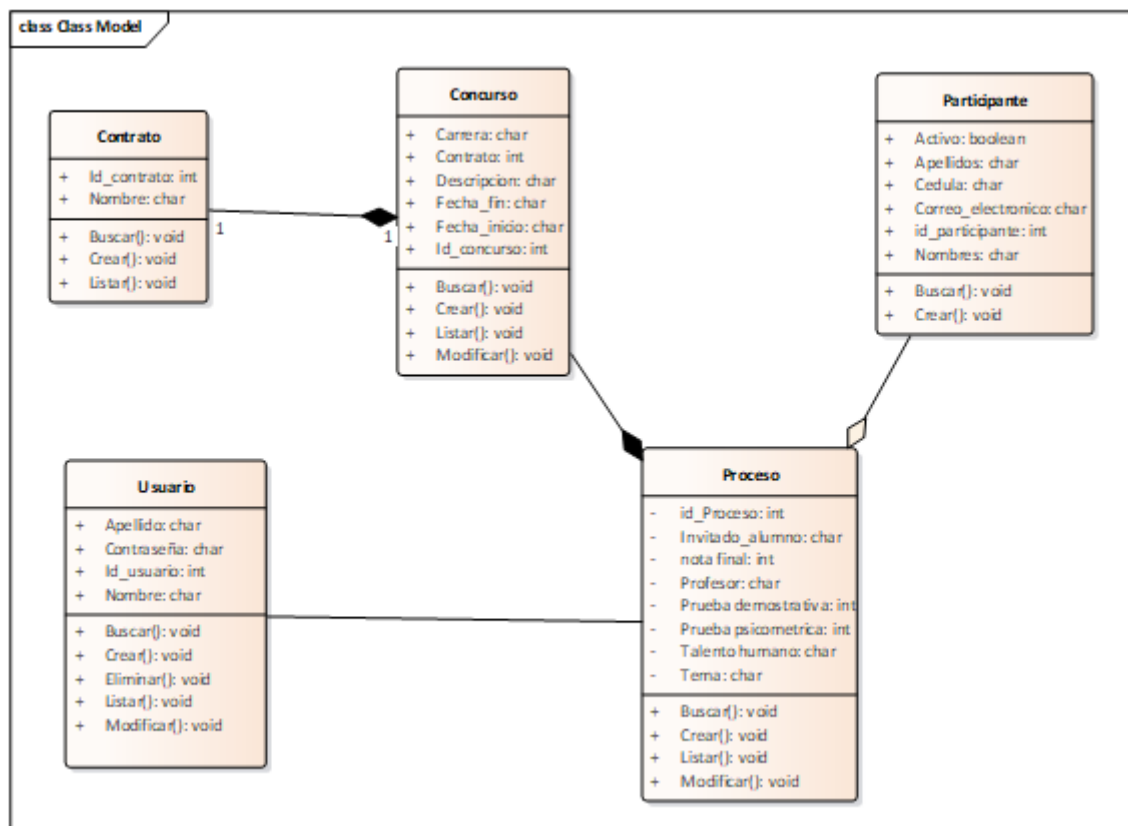 class Class Model
Contrato
+ Id_contrato: int
+ Nombre: char
+ Buscar(): void
+ Crear(): void
+ Listar(): void
1
1
Concurso
+ Carrera: char
+ Contrato: int
+ Descripcion: char
+ Fecha_fin: char
+ Fecha_inicio: char
+ Id_concurso: int
+ Buscar(): void
+ Crear(): void
+ Listar(): void
+ Modificar(): void
Participante
+ Activo: boolean
+ Apellidos: char
+ Cedula: char
+ Correo_electronico: char
+ id_participante: int
+ Nombres: char
+ Buscar(): void
+ Crear(): void
Usuario
+ Apellido: char
+ Contraseña: char
+ Id_usuario: int
+ Nombre: char
+ Buscar(): void
+ Crear(): void
+ Eliminar(): void
+ Listar(): void
+ Modificar(): void
Proceso
- id_Proceso: int
- Invitado_alumno: char
- nota final: int
- Profesor: char
- Prueba demostrativa: int
- Prueba psicometrica: int
- Talento humano: char
- Tema: char
+ Buscar(): void
+ Crear(): void
+ Listar(): void
+ Modificar(): void